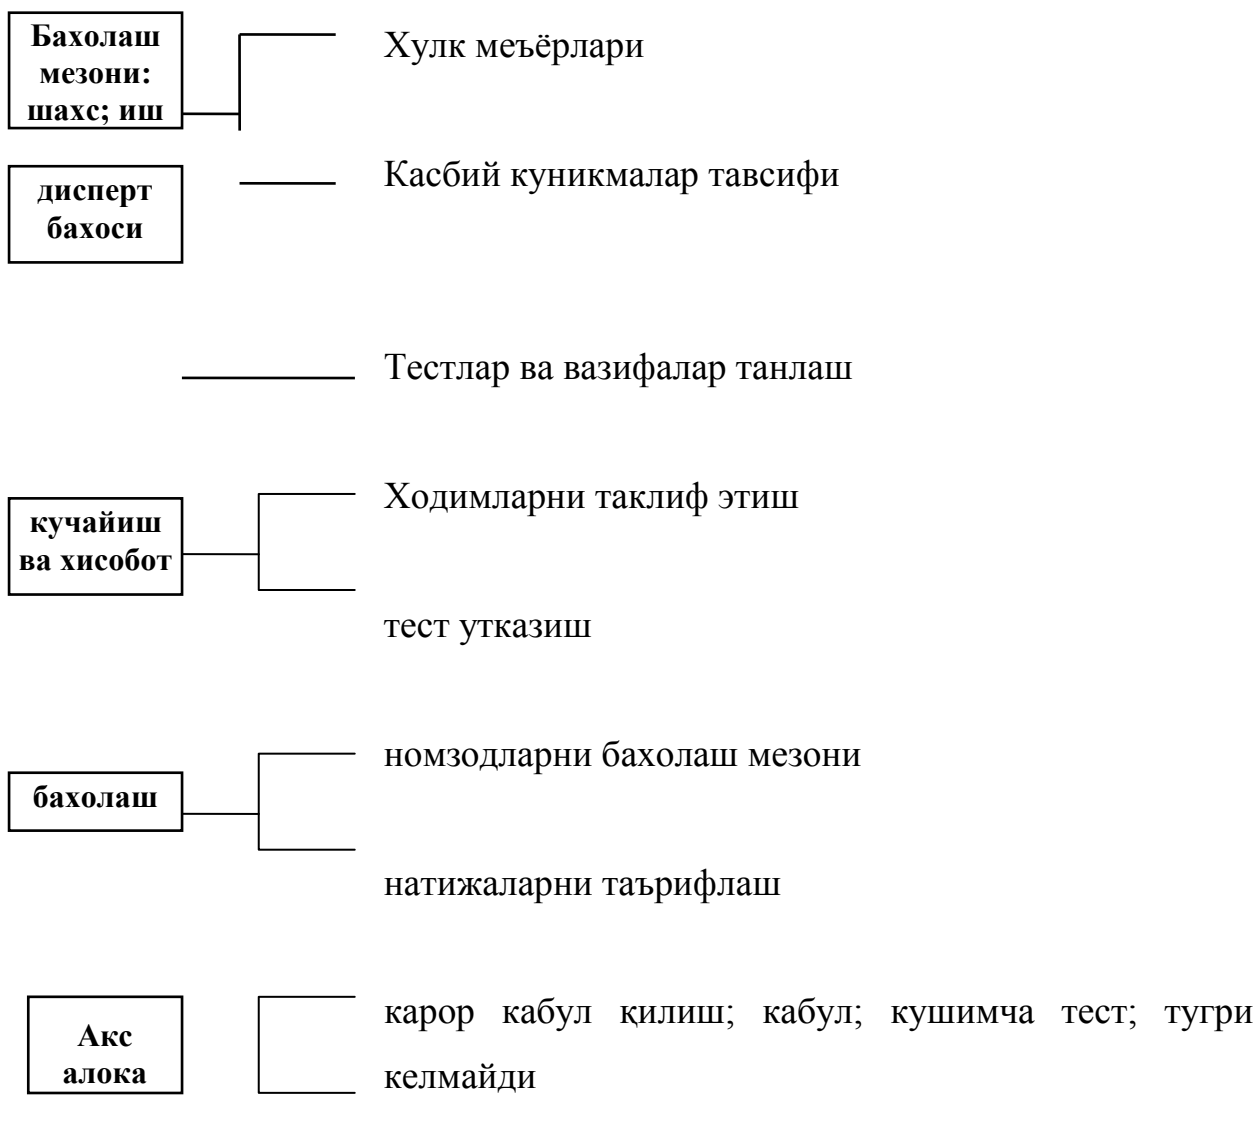 Бахолаш
мезони:
шахс; иш
Хулк меъёрлари
дисперт
бахоси
Касбий куникмалар тавсифи
Тестлар ва вазифалар танлаш
кучайиш
ва хисобот
Ходимларни таклиф этиш
тест утказиш
бахолаш
номзодларни бахолаш мезони
натижаларни таърифлаш
Акс
алока
карор кабул қилиш; кабул; кушимча тест; тугри
келмайди